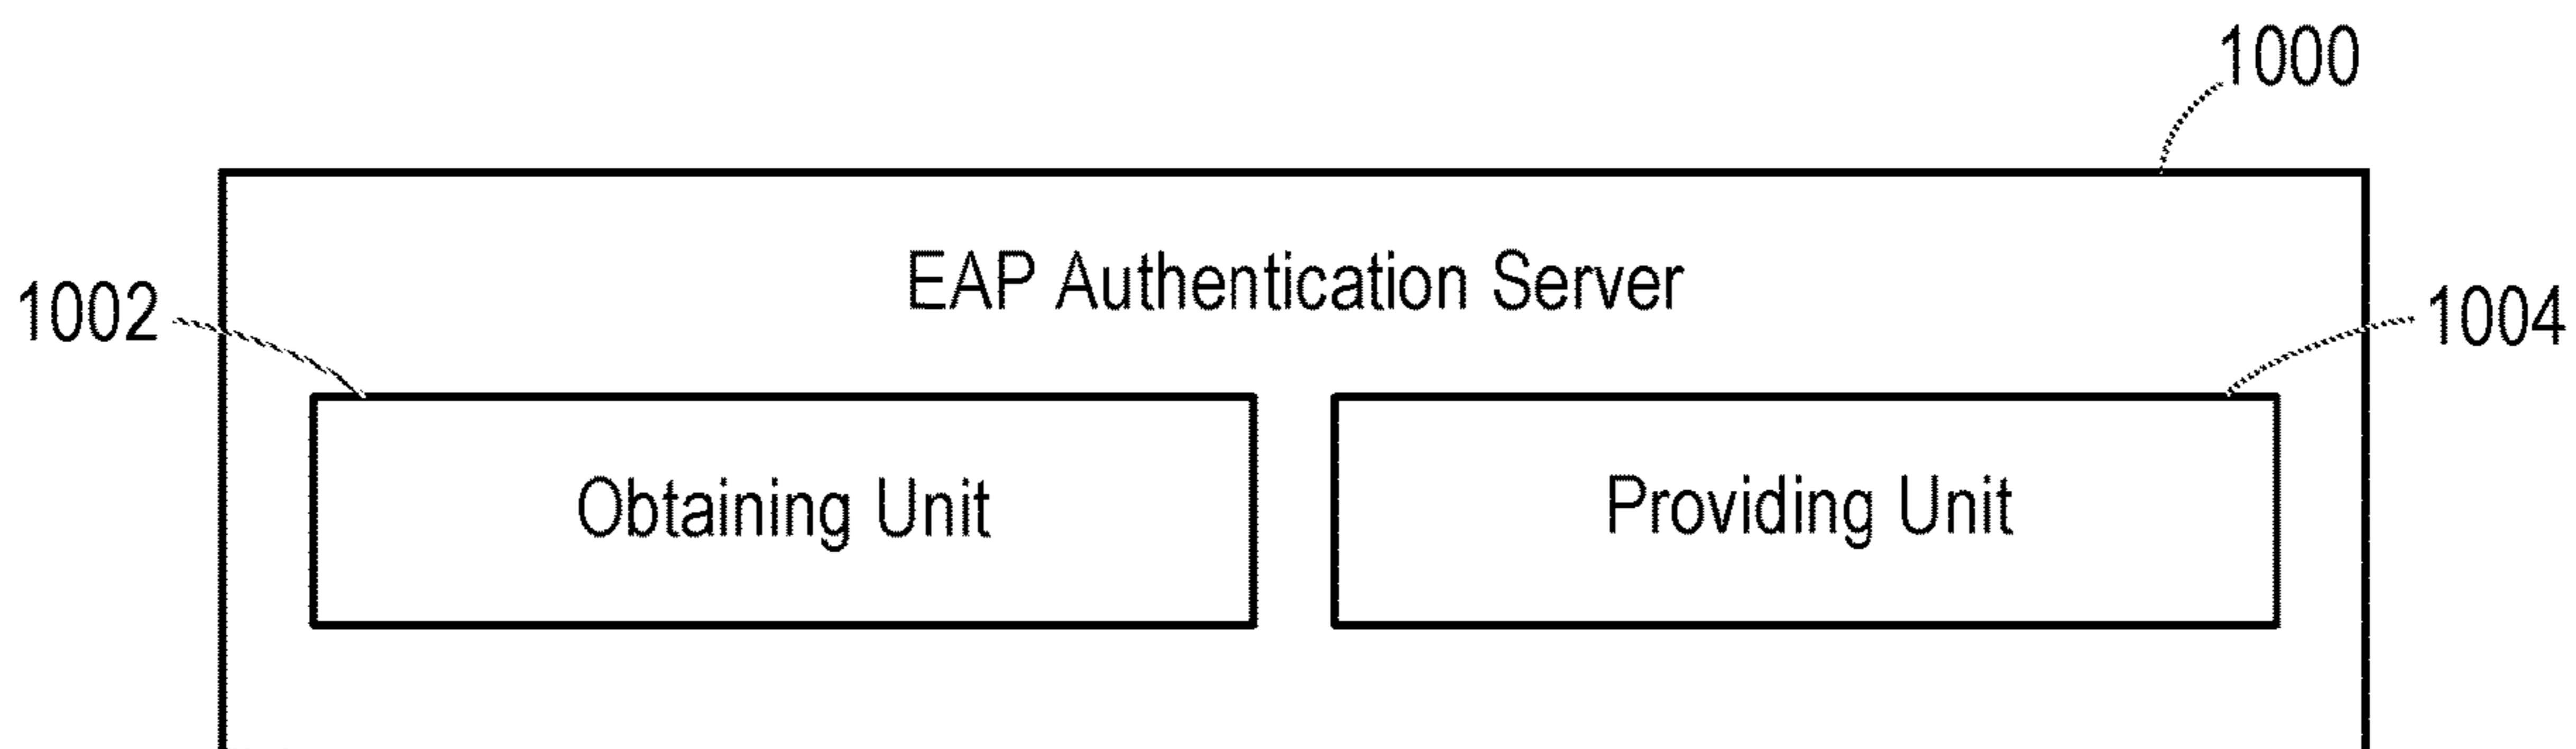 1000
EAP Authentication Server
1002
1004
Obtaining Unit
Providing Unit